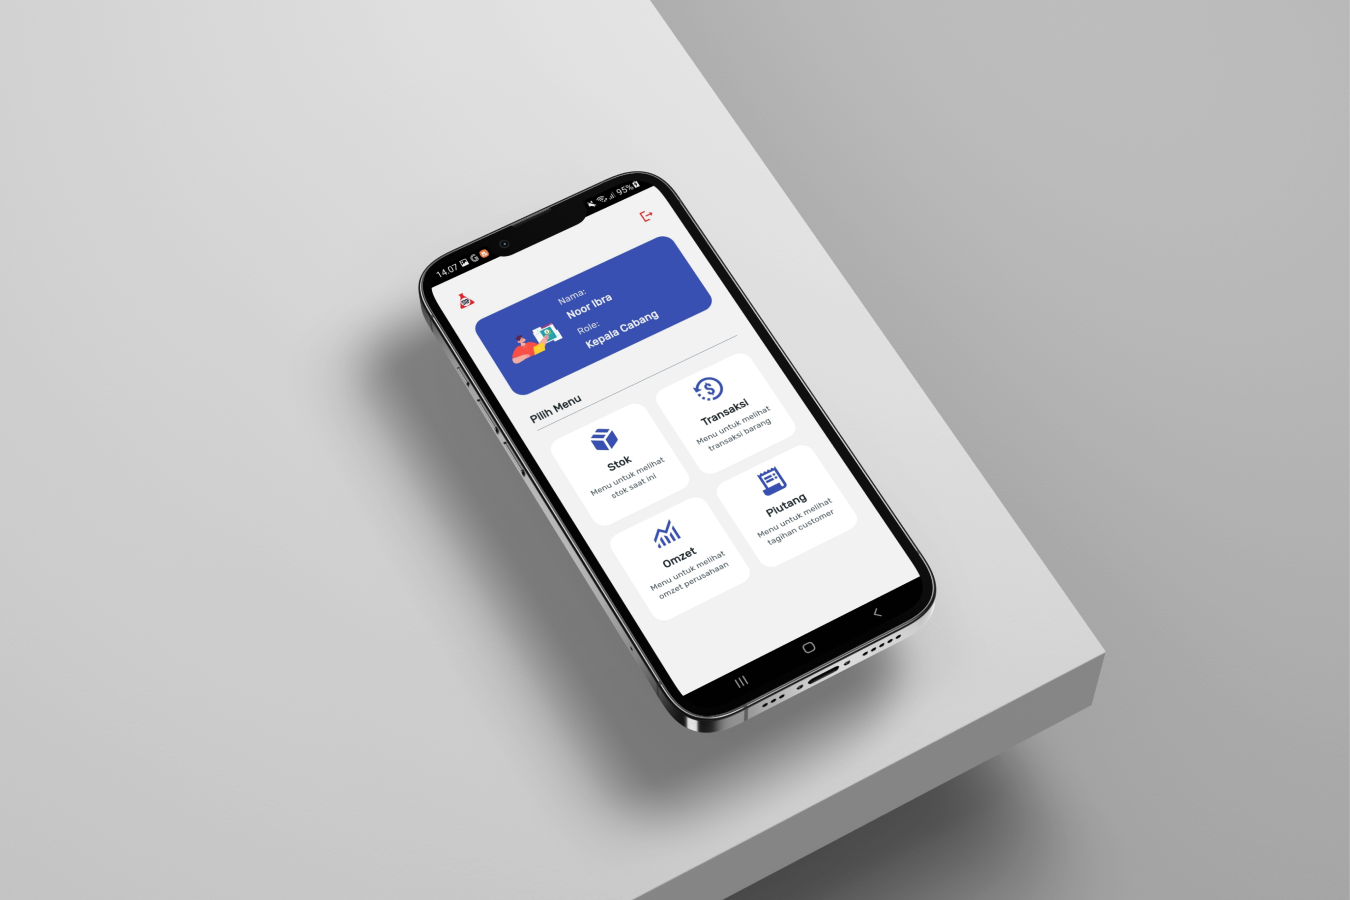 14.07
95%
Nama:
Noor Ibra
Role:
Kepala Cabang
Pilih Menu
Stok
Menu untuk melihat
stok saat ini
Transaksi
Menu untuk melihat
transaksi barang
Omzet
Menu untuk melihat
omzet perusahaan
Piutang
Menu untuk melihat
tagihan customer